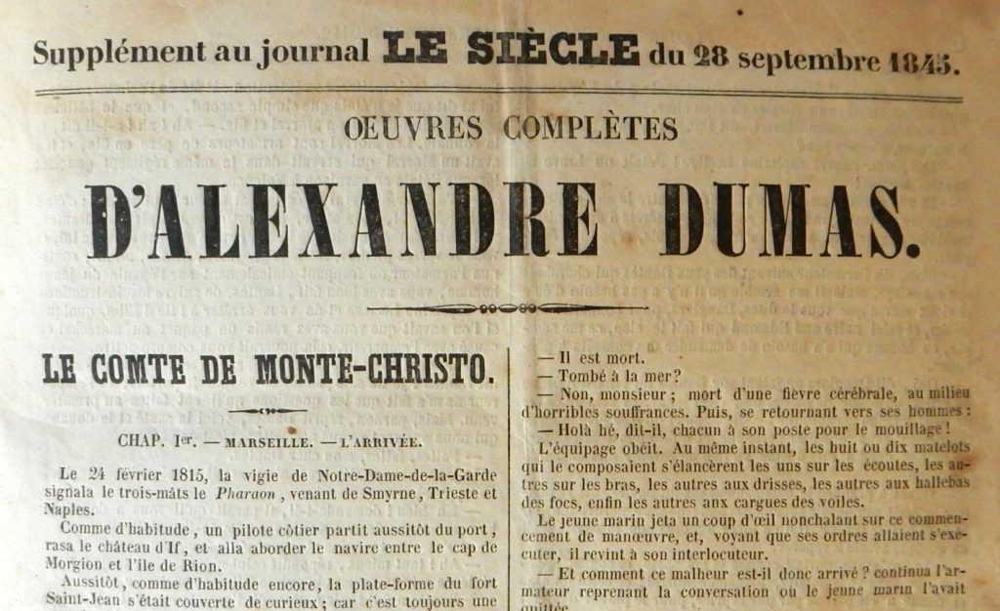 Supplément au journal LE SIÈCLE du 28 septembre 1845.
ŒUVRES COMPLÈTES
D'ALEXANDRE DUMAS.
LE COMTE DE MONTE-CHRISTO.
CHAP. Ier. — MARSEILLE. — L'ARRIVÉE.
Le 24 février 1815, la vigie de Notre-Dame-de-la-Garde
signala le trois-mâts le Pharaon, venant de Smyrne, Trieste et
Naples.
Comme d'habitude, un pilote côtier partit aussitôt du port,
rasa le château d'If, et alla aborder le navire entre le cap de
Morgion et l'île de Rion.
Aussitôt, comme d'habitude encore, la plate-forme du fort
Saint-Jean s'était couverte de curieux; car c'est toujours une
— Il est mort.
— Tombé à la mer?
— Non, monsieur; mort d'une fièvre cérébrale, au milieu
d'horribles souffrances. Puis, se retournant vers ses hommes:
— Holà hé, dit-il, chacun à son poste pour le mouillage!
L'équipage obéit. Au même instant, les huit ou dix matelots
qui le composaient s'élancèrent les uns sur les écoutes, les au-
tres sur les bras, les autres aux drisses, les autres aux hallebas
des focs, enfin les autres anx cargues des voiles.
Le jeune marin jeta un coup d'œil nonchalant sur ce commen-
cement de manœuvre, et, voyant que ses ordres allaient s'exé-
cuter, il revint à son interlocuteur.
— Et comment ce malheur est-il donc arrivé? continua l'ar-
mateur reprenant la conversation où le jeune marin l'avait
quittée.